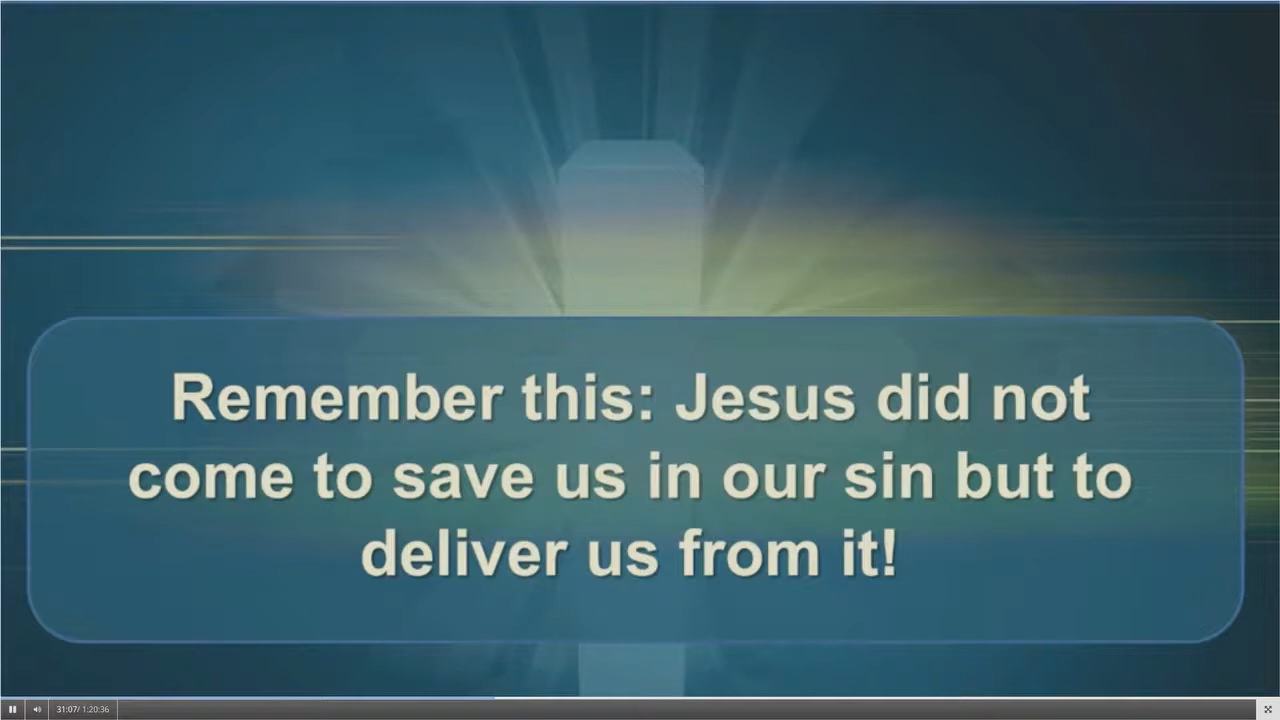 Remember this: Jesus did not
come to save us in our sin but to
deliver us from it!
31:07/ 1:20:36